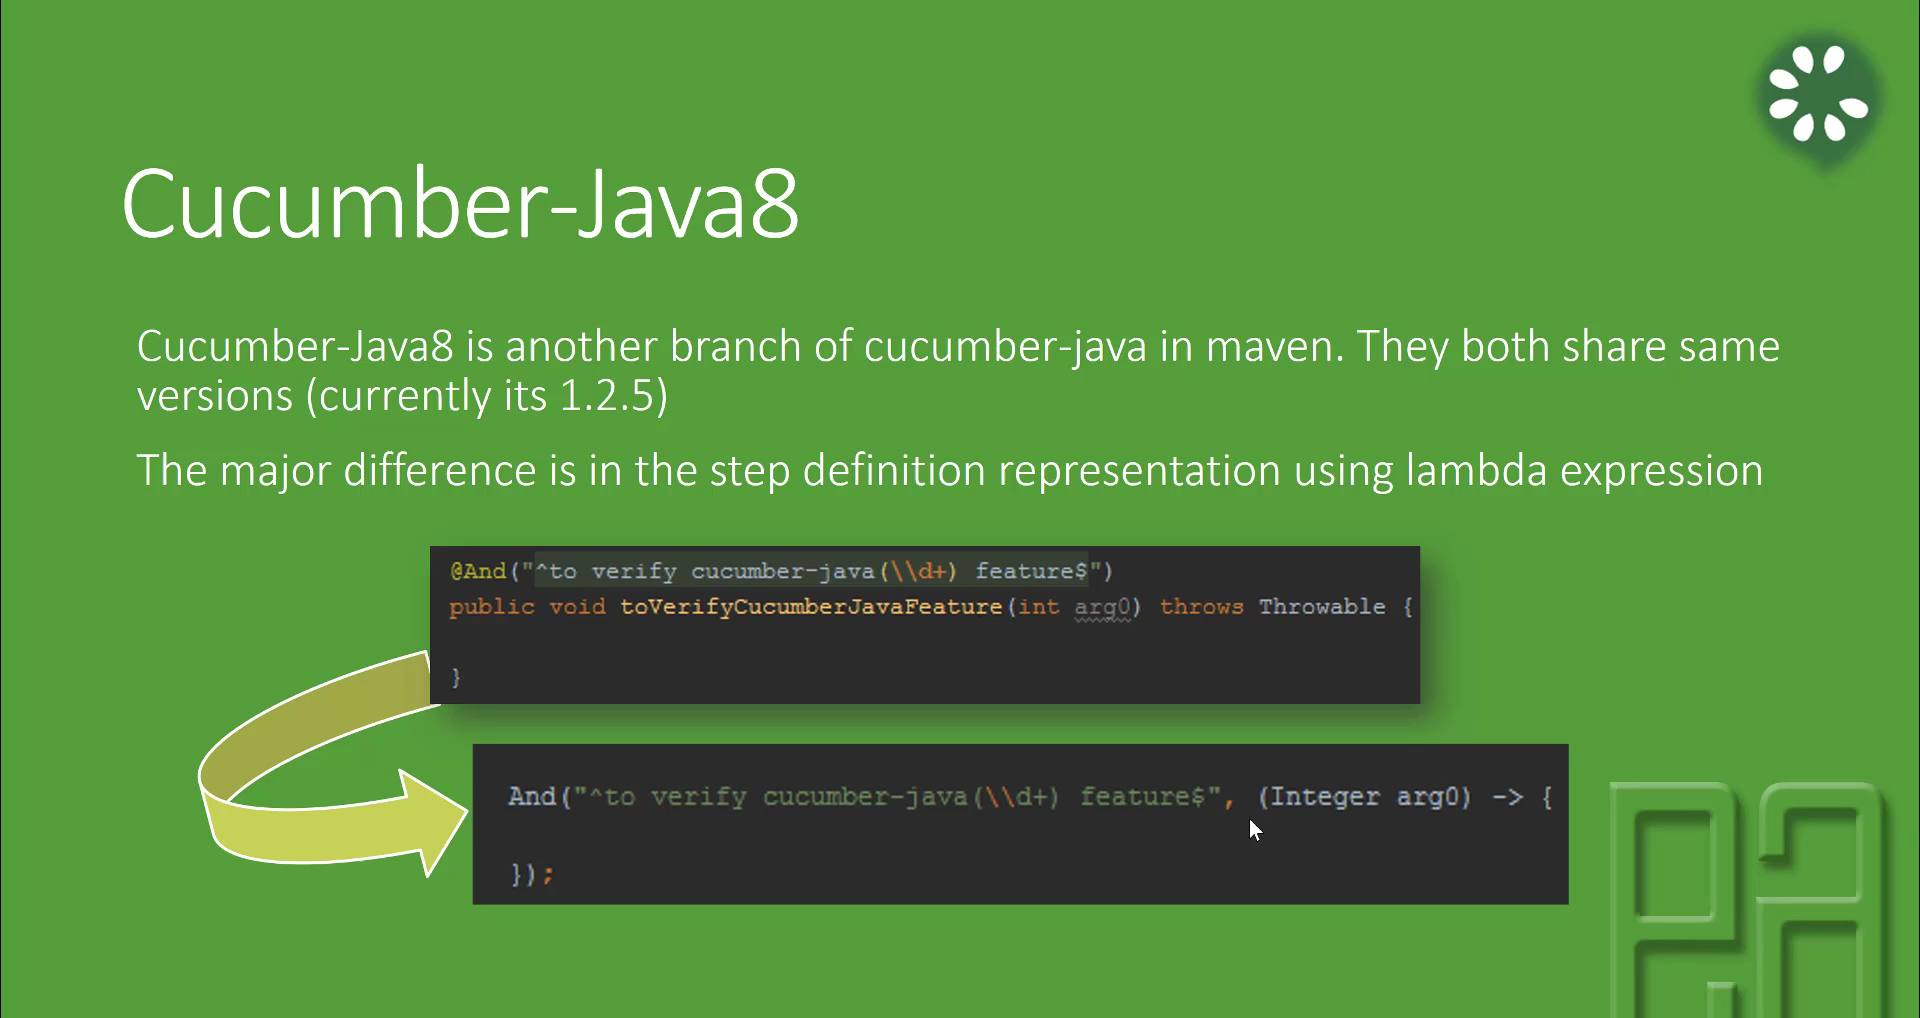 Cucumber-Java8
Cucumber-Java8 is another branch of cucumber-java in maven. They both share same
versions (currently its 1.2.5)
The major difference is in the step definition representation using lambda expression
@And("^to verify cucumber-java(\\d+) feature$")
public void toVerifyCucumberJavaFeature(int arg0) throws Throwable {
}
And("^to verify cucumber-java(\\d+) feature$", (Integer arg0) -> {
});